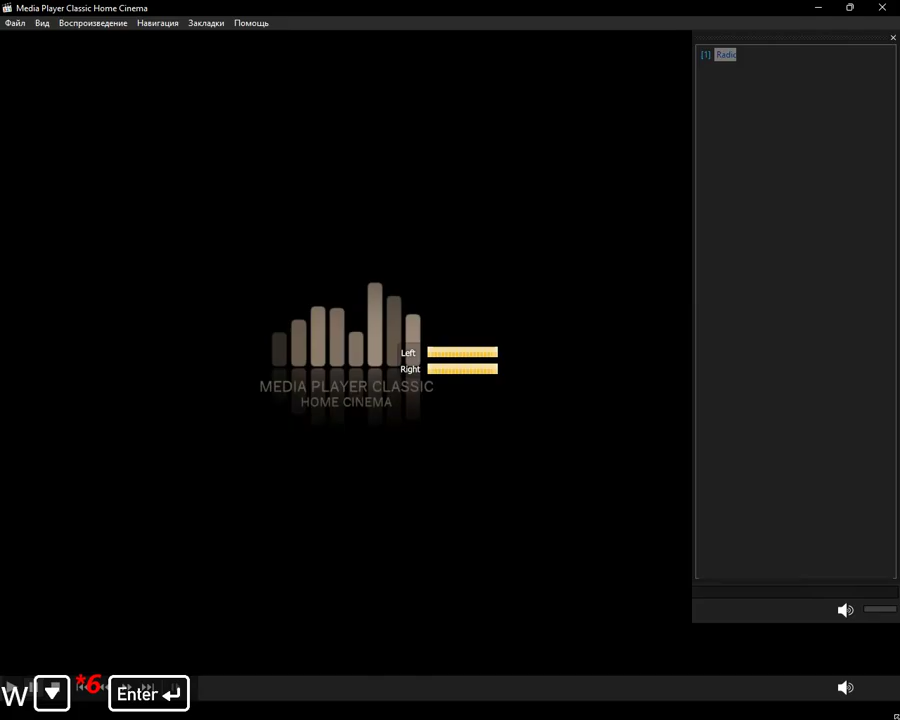 Media Player Classic Home Cinema
Файл Вид Воспроизведение Навигация Закладки Помощь
[1] Radio
Left
Right
MEDIA PLAYER CLASSIC
HOME CINEMA
W *6 Enter